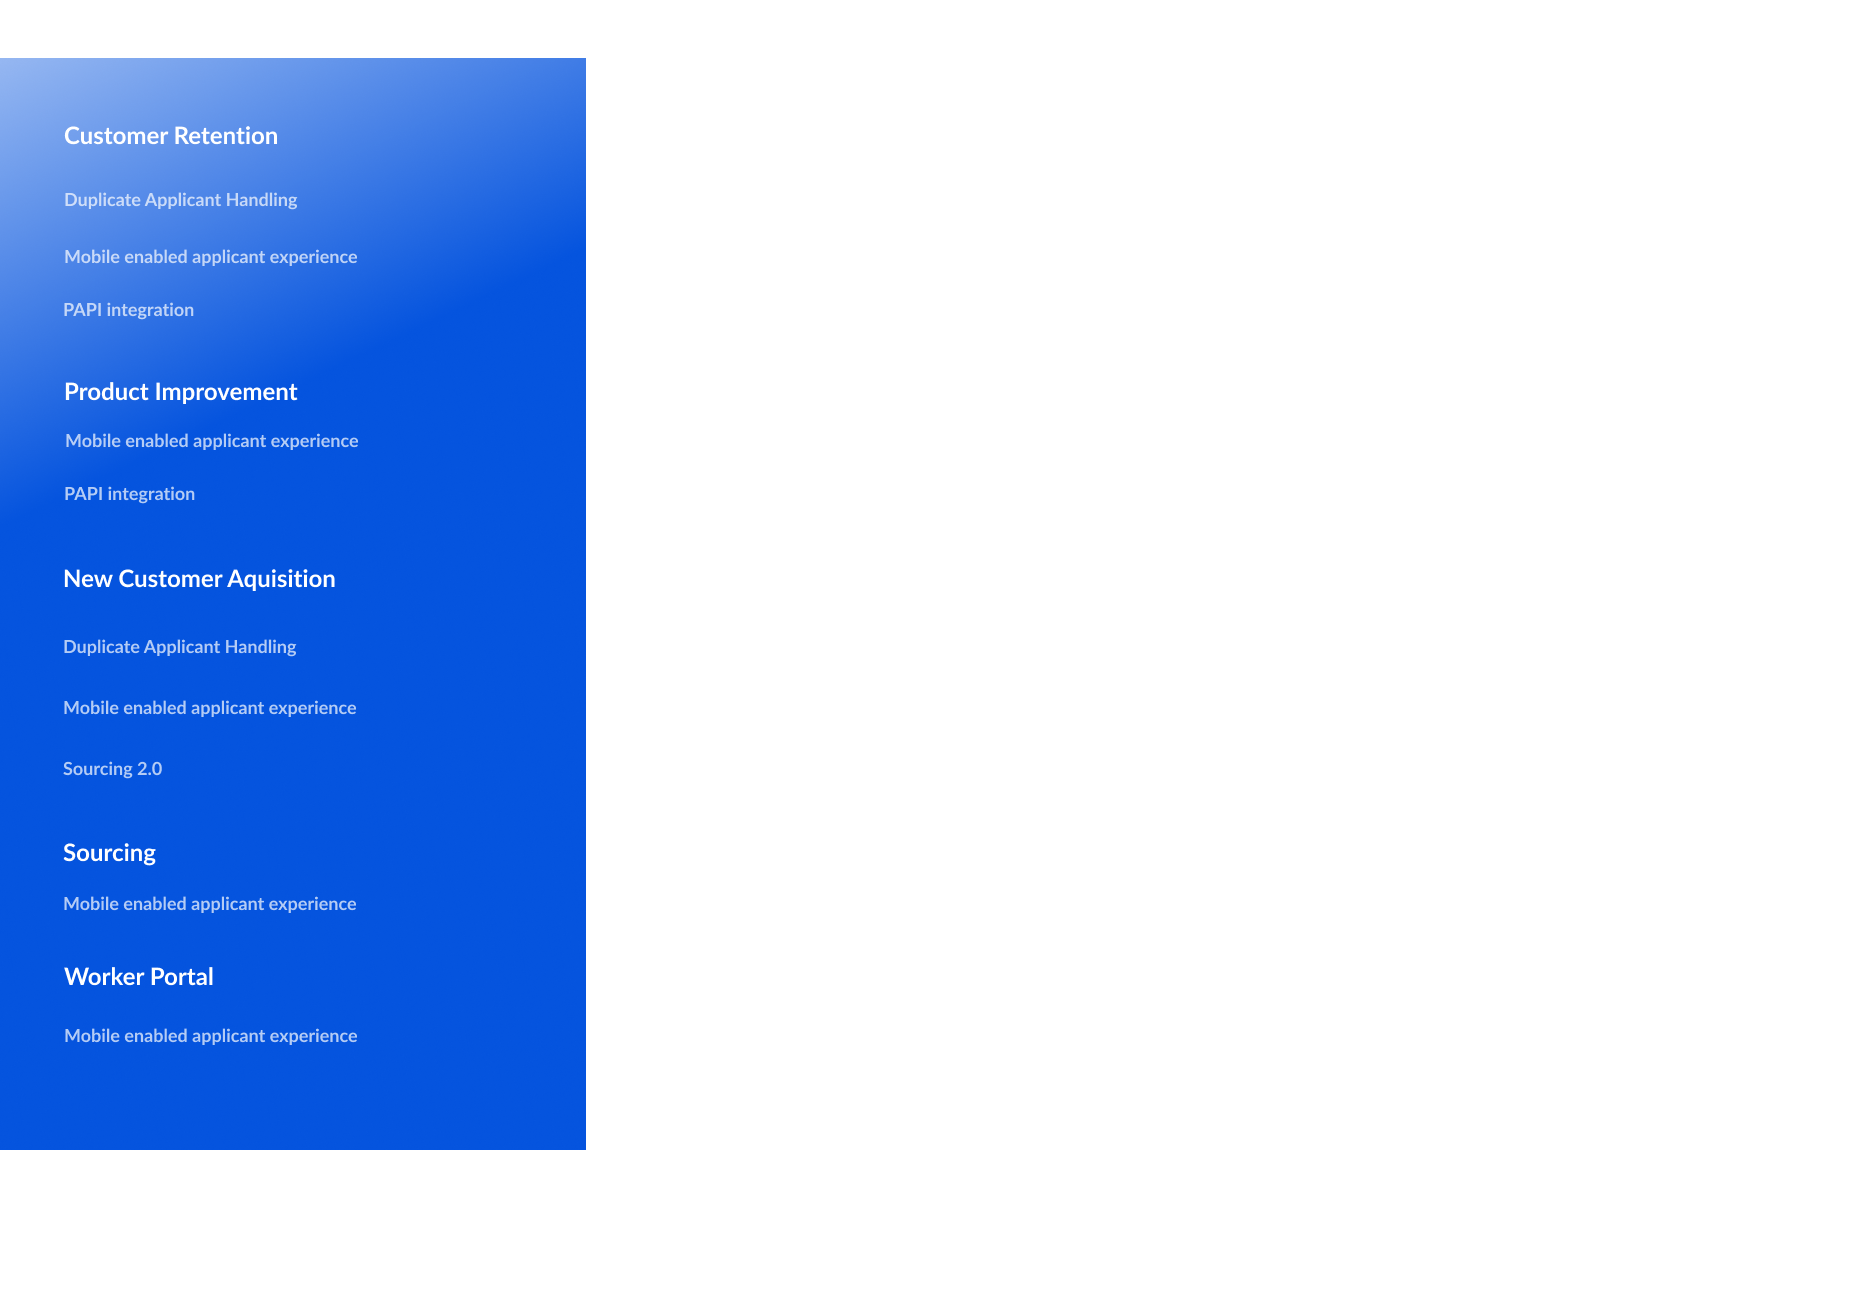 Customer Retention
Duplicate Applicant Handling
Mobile enabled applicant experience
PAPI integration
Product Improvement
Mobile enabled applicant experience
PAPI integration
New Customer Aquisition
Duplicate Applicant Handling
Mobile enabled applicant experience
Sourcing 2.0
Sourcing
Mobile enabled applicant experience
Worker Portal
Mobile enabled applicant experience